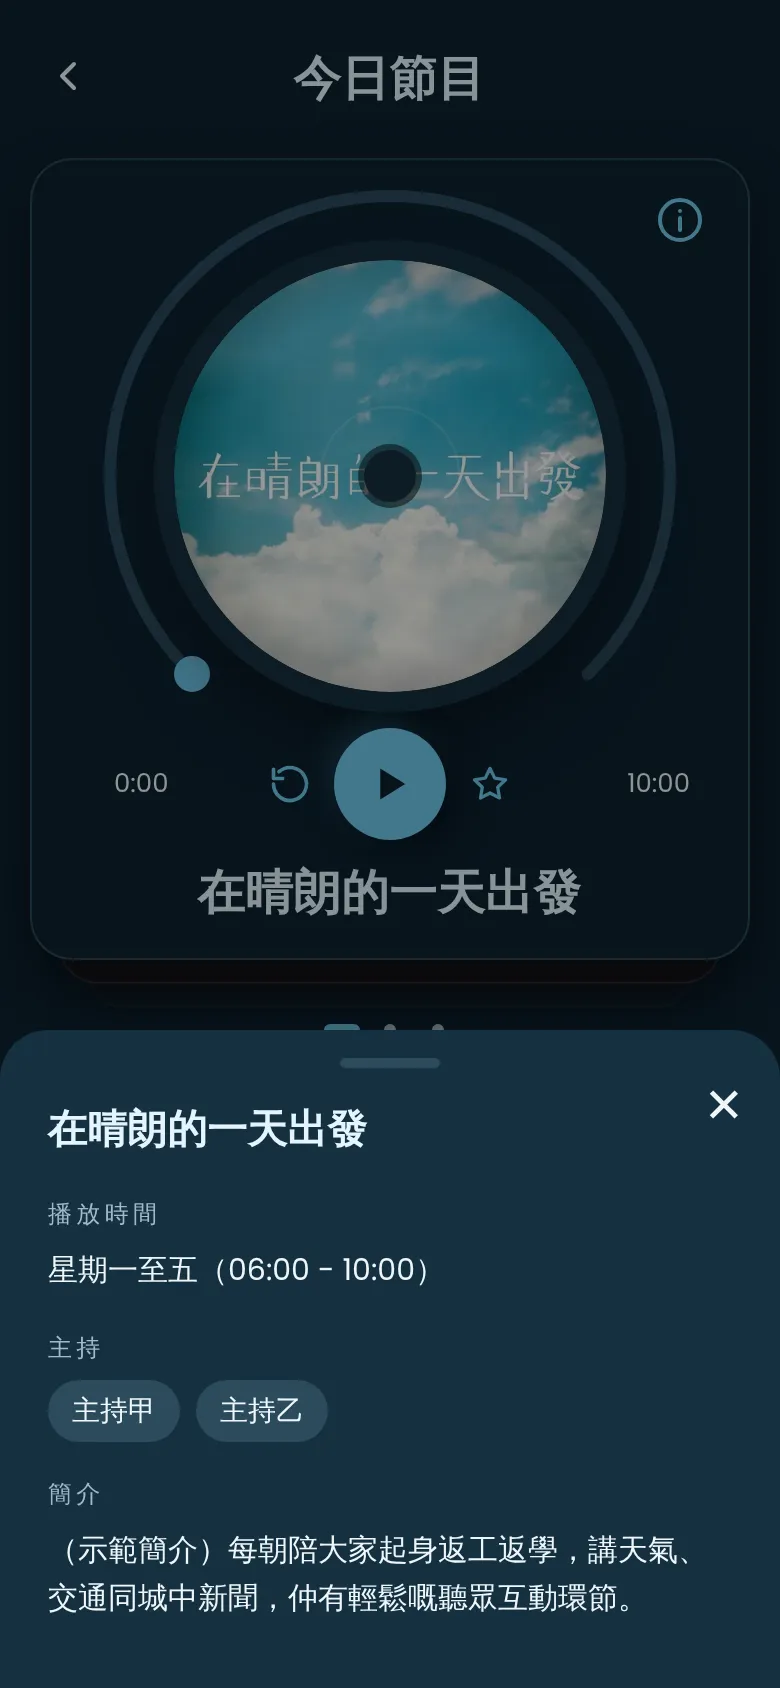 今日節目
在晴朗的一天出發
0:00
10:00
在晴朗的一天出發
在晴朗的一天出發
播放時間
星期一至五（06:00 - 10:00）
主持
主持甲
主持乙
簡介
（示範簡介）每朝陪大家起身返工返學，講天氣、
交通同城中新聞，仲有輕鬆嘅聽眾互動環節。